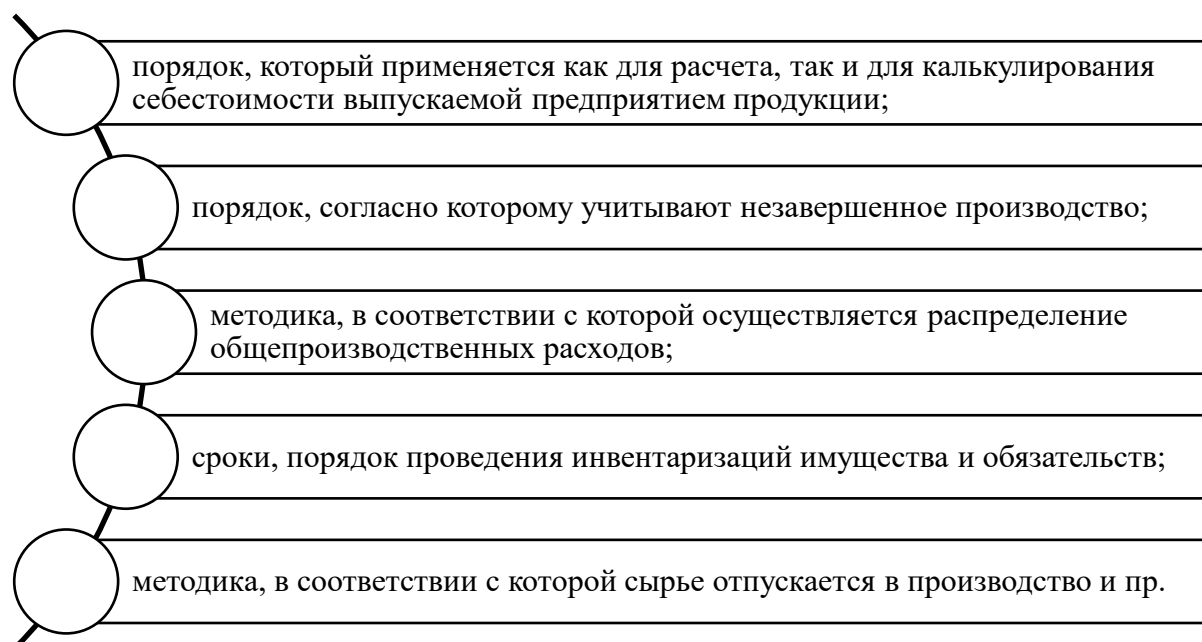 порядок, который применяется как для расчета, так и для калькулирования
себестоимости выпускаемой предприятием продукции;
порядок, согласно которому учитывают незавершенное производство;
методика, в соответствии с которой осуществляется распределение
общепроизводственных расходов;
сроки, порядок проведения инвентаризаций имущества и обязательств;
методика, в соответствии с которой сырье отпускается в производство и пр.